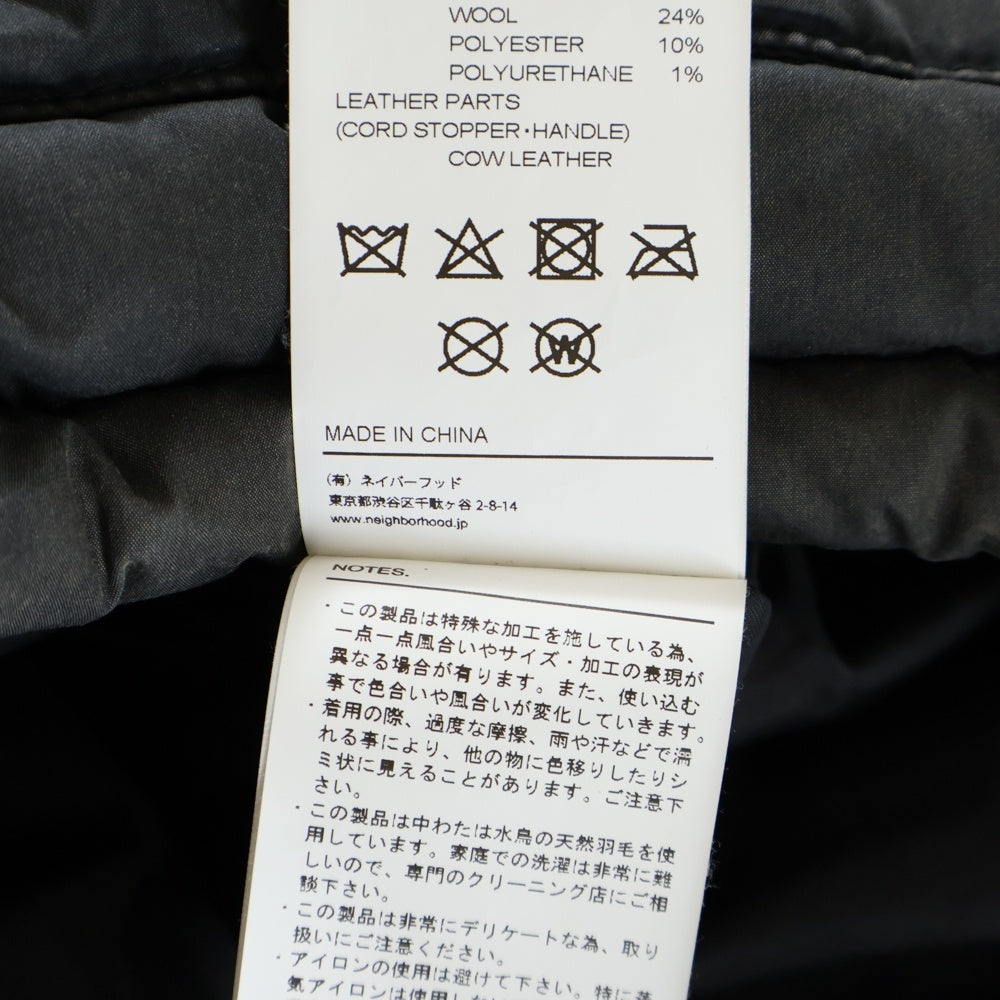 WOOL 24%
POLYESTER 10%
POLYURETHANE 1%
LEATHER PARTS
(CORD STOPPER・HANDLE)
COW LEATHER
W
MADE IN CHINA
(有) ネイバーフッド
東京都渋谷区千駄ヶ谷 2-8-14
www.neighborhood.jp
NOTES.
・この製品は特殊な加工を施している為、
一点一点風合いやサイズ・加工の表現が
異なる場合が有ります。また、使い込む
事で色合いや風合いが変化していきます。
・着用の際、過度な摩擦、雨や汗などで濡
れる事により、他の物に色移りしたりシ
ミ状に見えることがあります。ご注意下
さい。
・この製品は中わたは水鳥の天然羽毛を使
用しています。家庭での洗濯は非常に難
しいので、専門のクリーニング店にご相
談下さい。
・この製品は非常にデリケートな為、取り
扱いにご注意ください。
・アイロンの使用は避けて下さい。特に蒸
気アイロンは使用しな